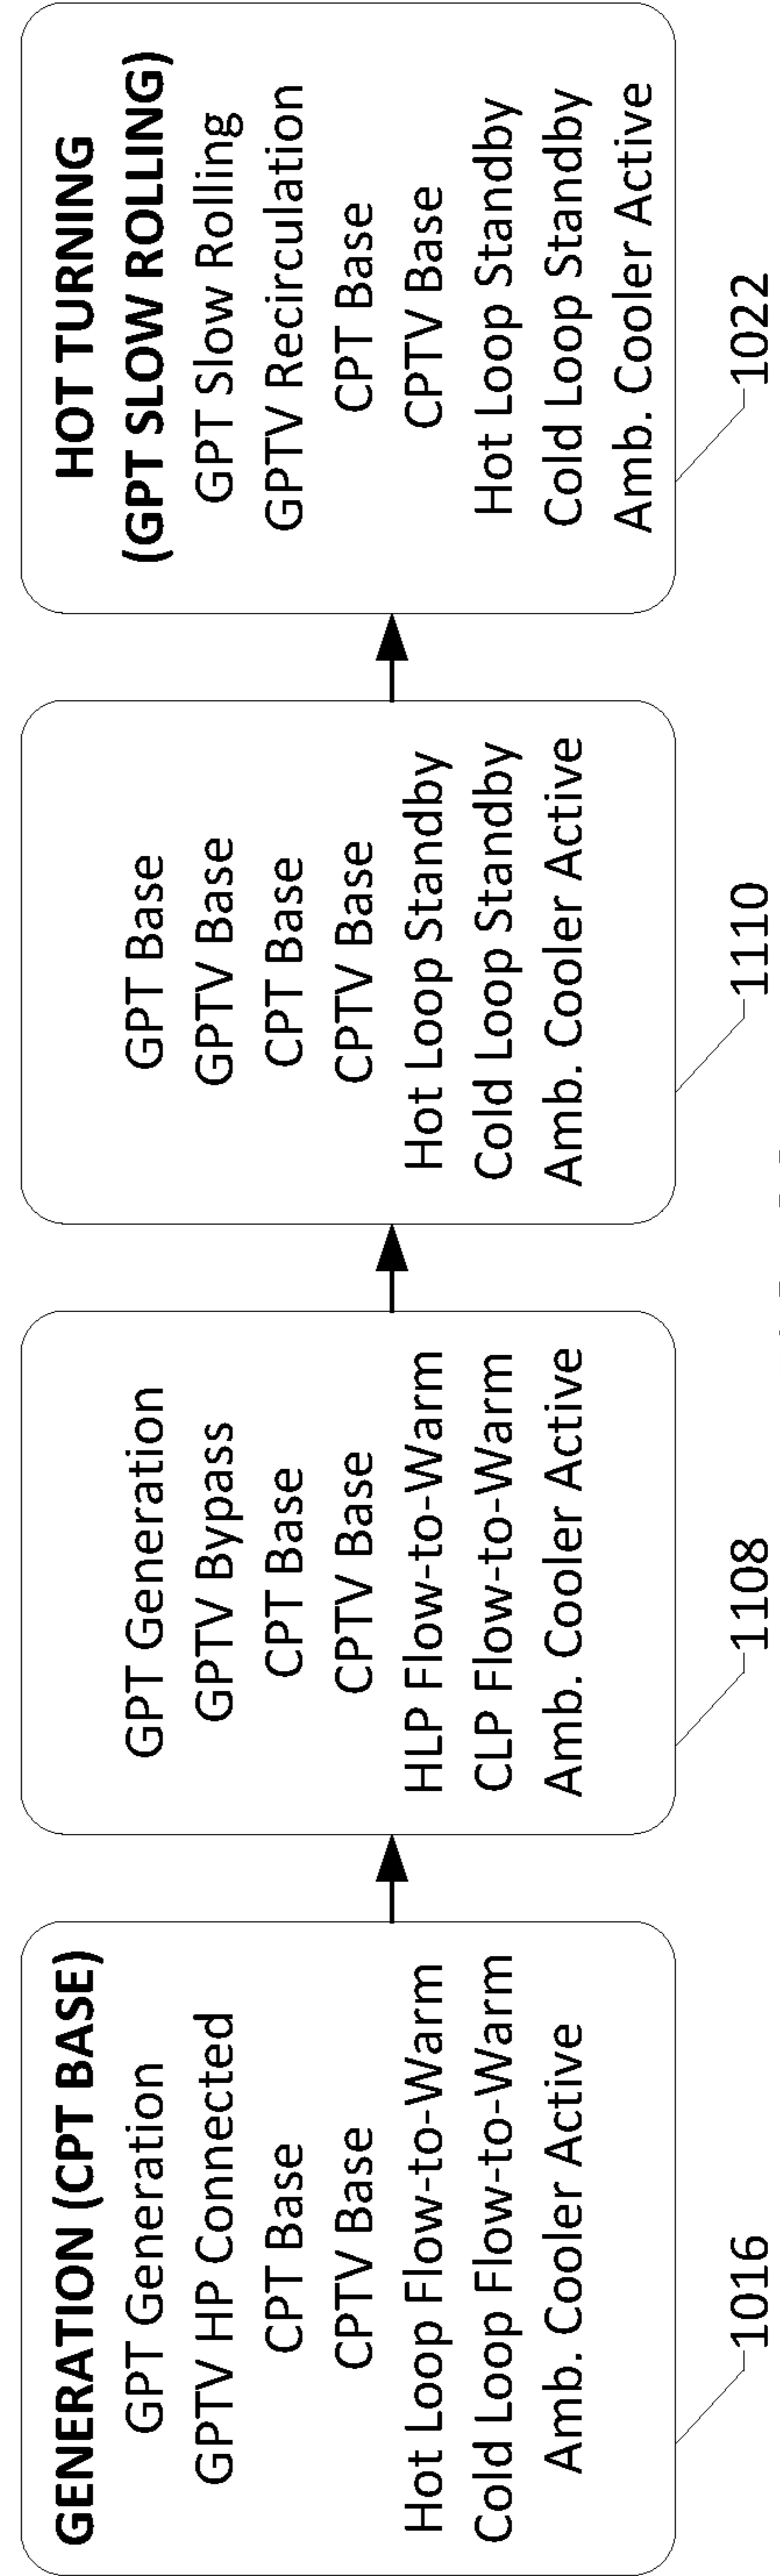 GENERATION (CPT BASE)
GPT Generation
GPTV HP Connected
CPT Base
CPTV Base
Hot Loop Flow-to-Warm
Cold Loop Flow-to-Warm
Amb. Cooler Active
1016
GPT Generation
GPTV Bypass
CPT Base
CPTV Base
HLP Flow-to-Warm
CLP Flow-to-Warm
Amb. Cooler Active
1108
GPT Base
GPTV Base
CPT Base
CPTV Base
Hot Loop Standby
Cold Loop Standby
Amb. Cooler Active
1110
HOT TURNING
(GPT SLOW ROLLING)
GPT Slow Rolling
GPTV Recirculation
CPT Base
CPTV Base
Hot Loop Standby
Cold Loop Standby
Amb. Cooler Active
1022